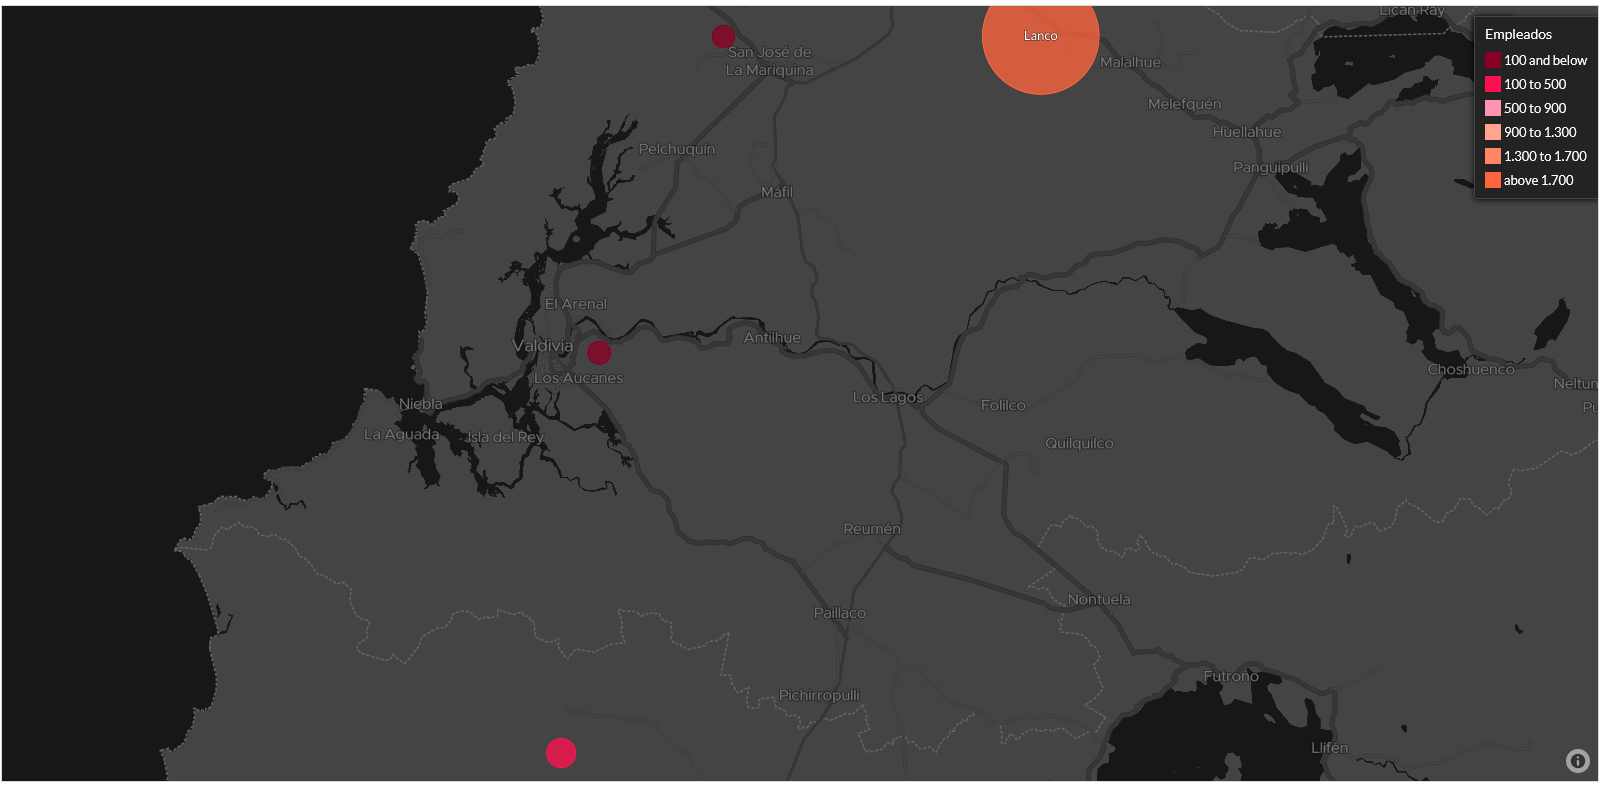 Lican Ray
Empleados
100 and below
100 to 500
500 to 900
900 to 1.300
1.300 to 1.700
above 1.700
Lanco
San José de
La Mariquina
Malalhue
Melefquén
Huellahue
Pelchuquín
Panguipulli
Máfil
El Arenal
Valdivia
Antilhue
Los Aucanes
Choshuenco
Neltum
Niebla
Los Lagos
Folilco
Pu
La Aguada
Isla del Rey
Quilquilco
Reumén
Nontuela
Paillaco
Futrono
Pichirropulli
Llifén